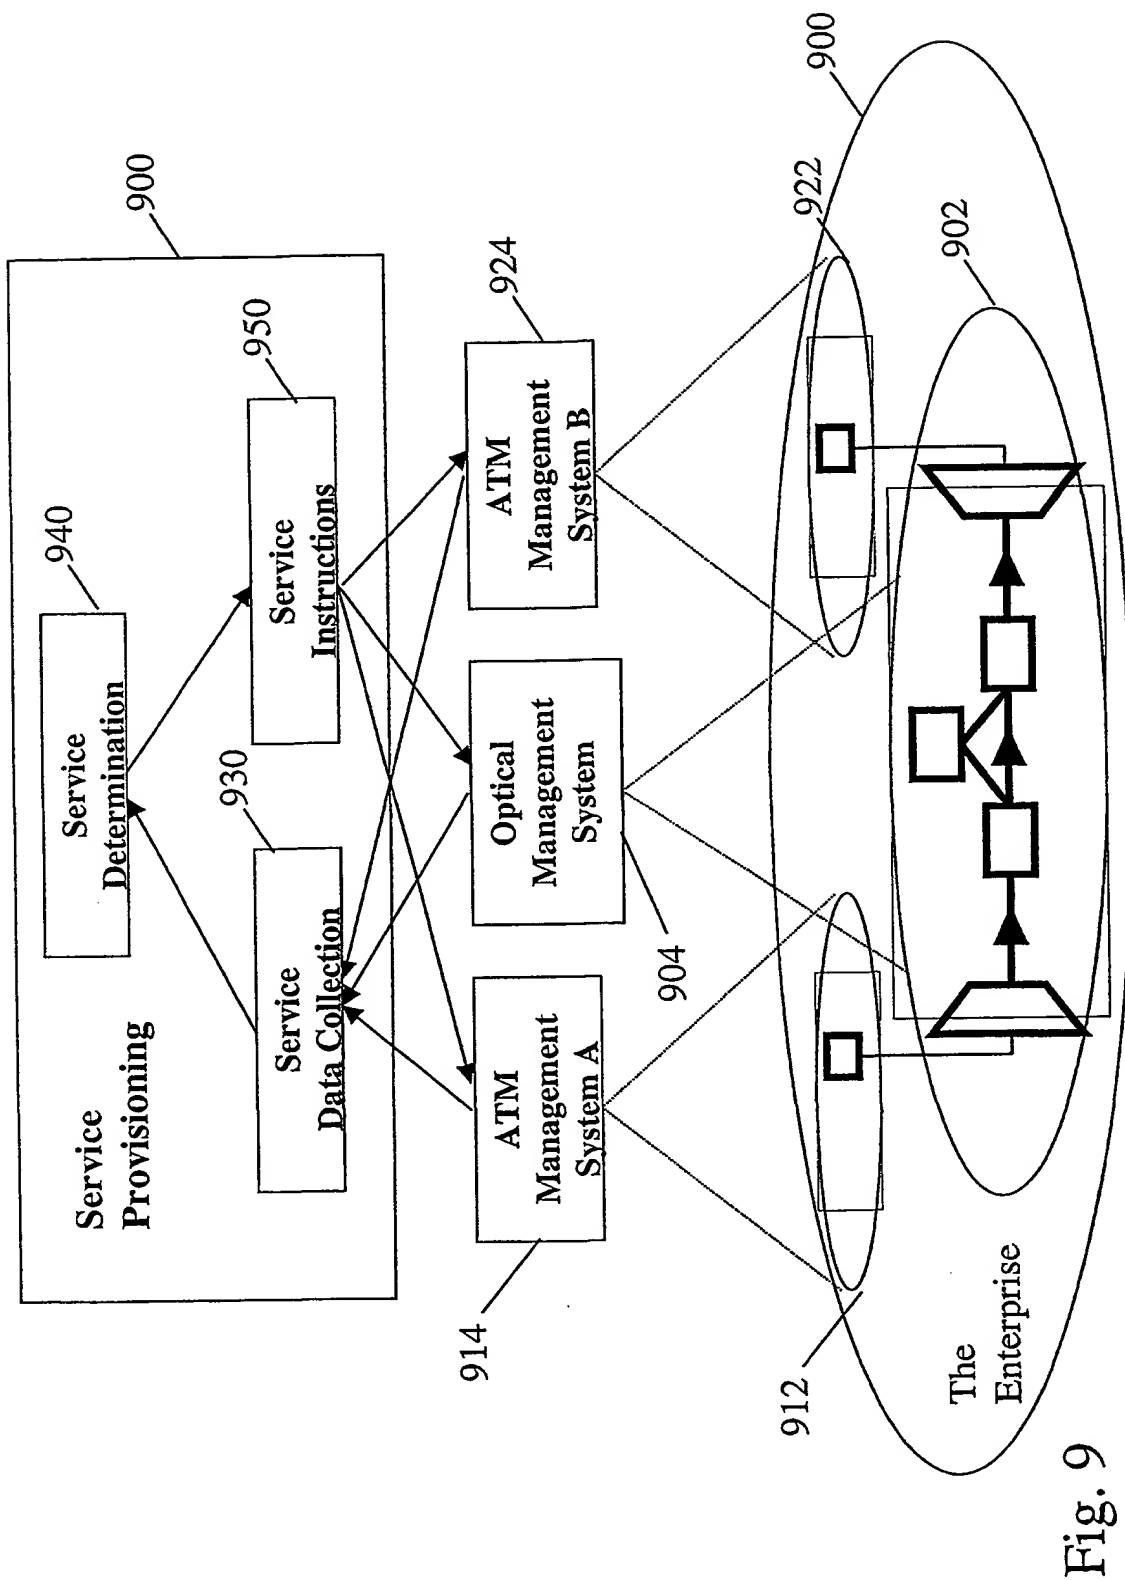 900
Service
Provisioning
940
Service
Determination
930
Service
Data Collection
950
Service
Instructions
914
ATM
Management
System A
904
Optical
Management
System
924
ATM
Management
System B
912
922
900
902
The
Enterprise
Fig. 9